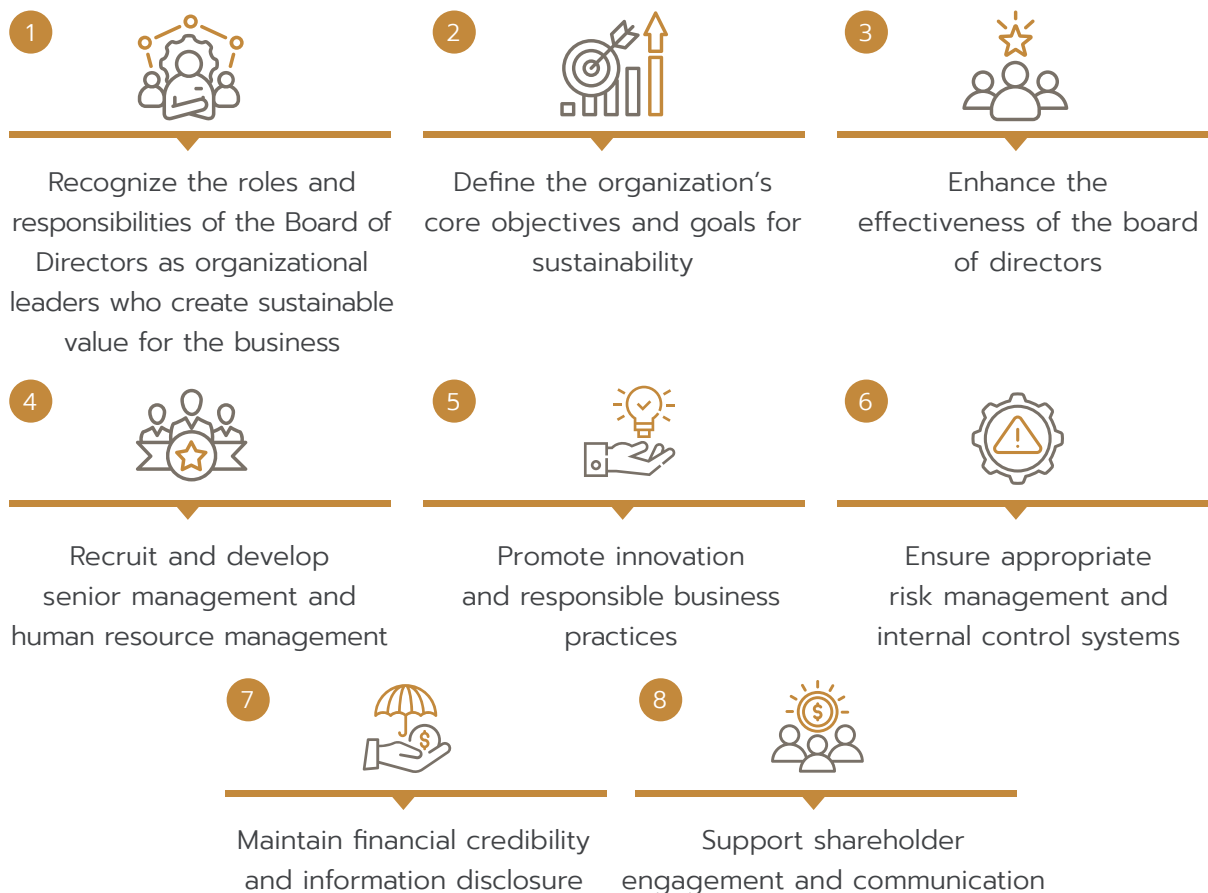 1
Recognize the roles and
responsibilities of the Board of
Directors as organizational
leaders who create sustainable
value for the business
2
Define the organization’s
core objectives and goals for
sustainability
3
Enhance the
effectiveness of the board
of directors
4
Recruit and develop
senior management and
human resource management
5
Promote innovation
and responsible business
practices
6
Ensure appropriate
risk management and
internal control systems
7
$
Maintain financial credibility
and information disclosure
8
$
Support shareholder
engagement and communication